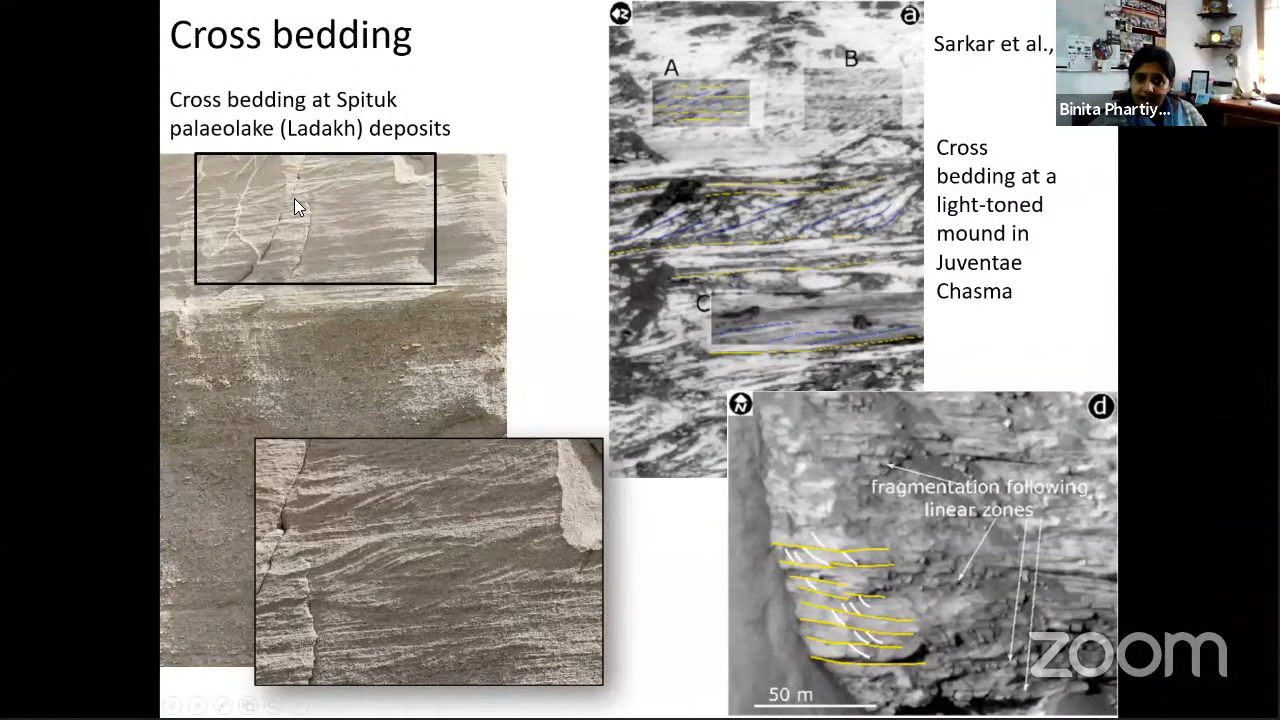 Cross bedding
Cross bedding at Spituk
palaeolake (Ladakh) deposits
N
a
A
B
C
Sarkar et al.,
Binita Phartiy...
Cross
bedding at a
light-toned
mound in
Juventae
Chasma
N
d
fragmentation following
linear zones
50 m
zoom